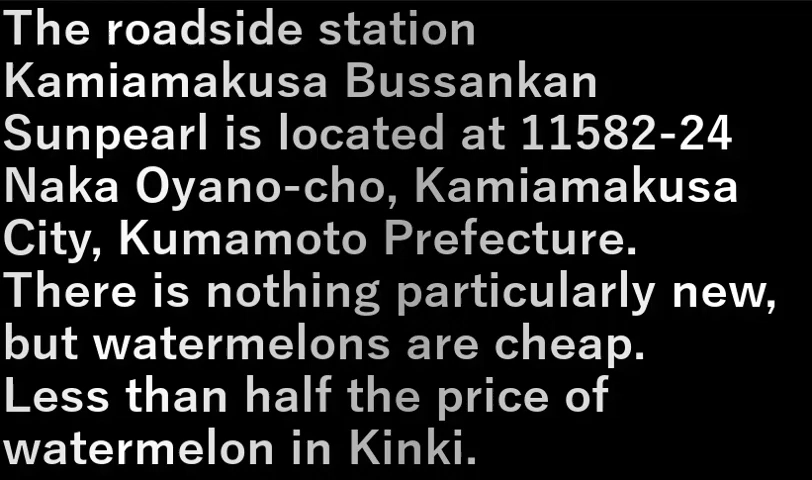 The roadside station
Kamiamakusa Bussankan
Sunpearl is located at 11582-24
Naka Oyano-cho, Kamiamakusa
City, Kumamoto Prefecture.
There is nothing particularly new,
but watermelons are cheap.
Less than half the price of
watermelon in Kinki.